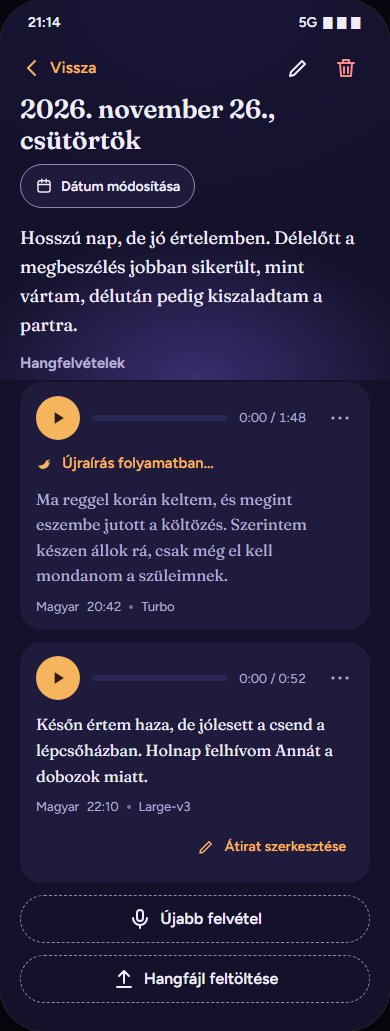 21:14
5G
Vissza
2026. november 26.,
csütörtök
Dátum módosítása
Hosszú nap, de jó értelemben. Délelőtt a
megbeszélés jobban sikerült, mint
vártam, délután pedig kiszaladtam a
partra.
Hangfelvételek
0:00 / 1:48
Újraírás folyamatban...
Ma reggel korán keltem, és megint
eszembe jutott a költözés. Szerintem
készen állok rá, csak még el kell
mondanom a szüleimnek.
Magyar 20:42 • Turbo
0:00 / 0:52
Későn értem haza, de jólesett a csend a
lépcsőházban. Holnap felhívom Annát a
dobozok miatt.
Magyar 22:10 • Large-v3
Átirat szerkesztése
Újabb felvétel
Hangfájl feltöltése